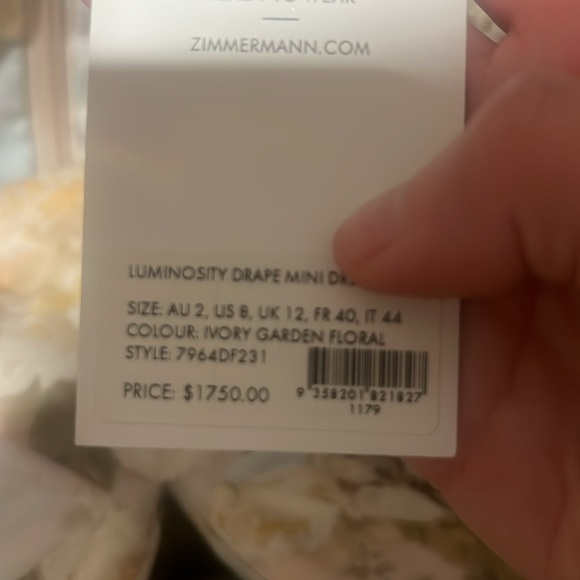 ZIMMERMANN.COM
LUMINOSITY DRAPE MINI
SIZE: AU 2, US 8, UK 12, FR 40, IT 44
COLOUR: IVORY GARDEN FLORAL
STYLE: 7964DF231
PRICE: $1750.00
9 358201 821827
1179